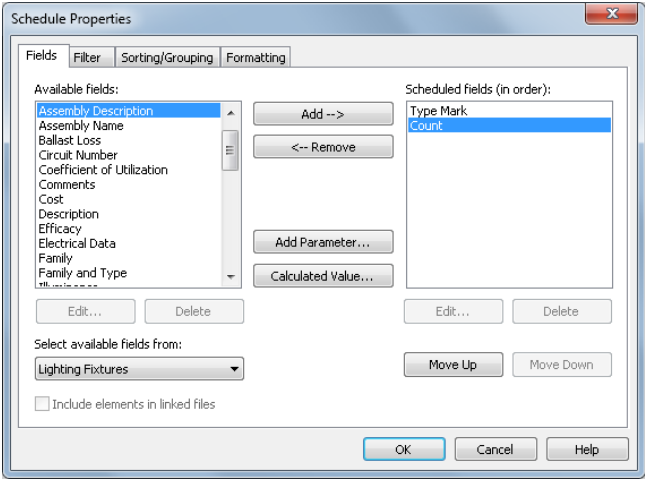 Schedule Properties
Fields
Filter
Sorting/Grouping
Formatting
Available fields:
Assembly Description
Assembly Name
Ballast Loss
Circuit Number
Coefficient of Utilization
Comments
Cost
Description
Efficacy
Electrical Data
Family
Family and Type
Add -->
<-- Remove
Add Parameter...
Calculated Value...
Scheduled fields (in order):
Type Mark
Count
Edit...
Delete
Edit...
Delete
Select available fields from:
Lighting Fixtures
Move Up
Move Down
Include elements in linked files
OK
Cancel
Help